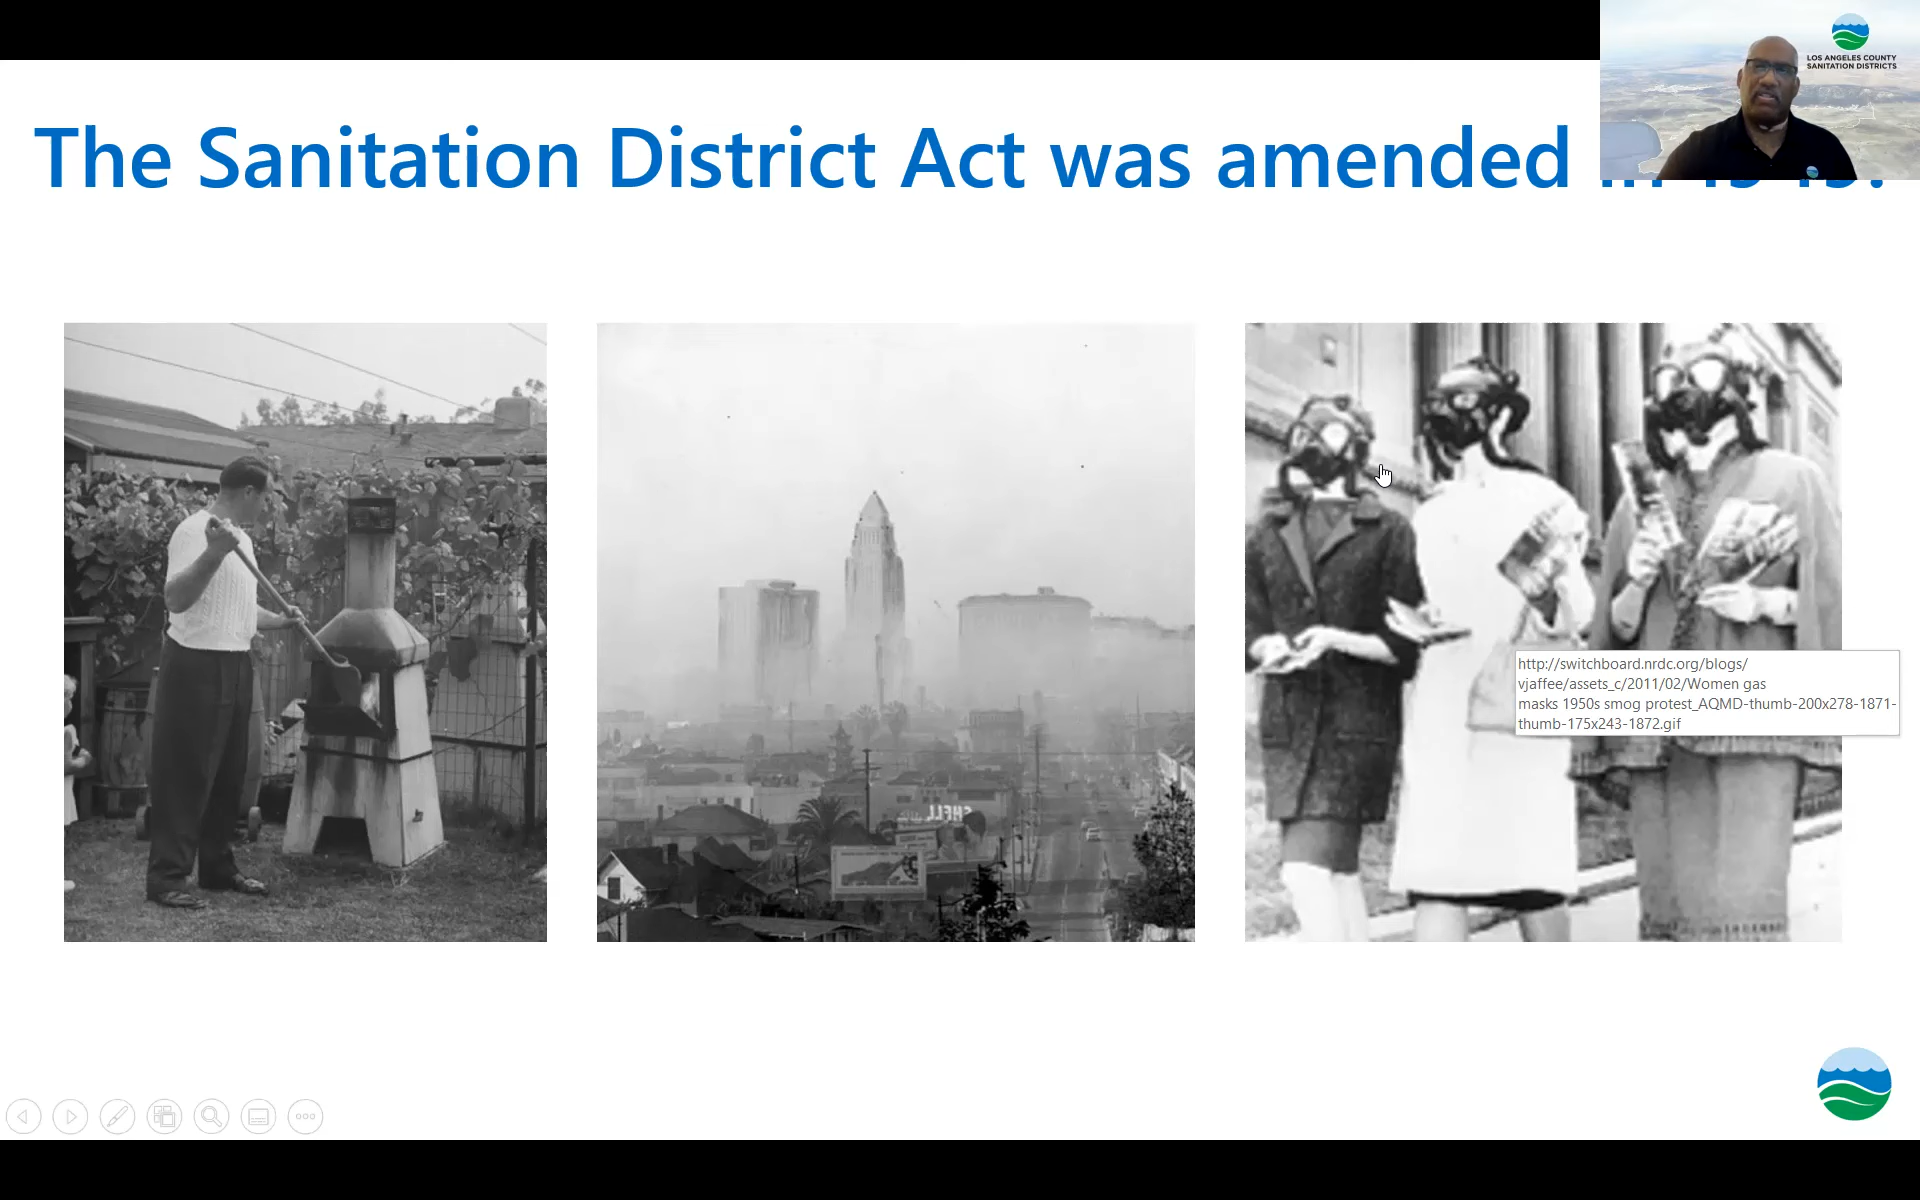 LOS ANGELES COUNTY
SANITATION DISTRICTS
The Sanitation District Act was amended
SHELL
http://switchboard.nrdc.org/blogs/
vjaffee/assets_c/2011/02/Women gas
masks 1950s smog protest_AQMD-thumb-200x278-1871-
thumb-175x243-1872.gif